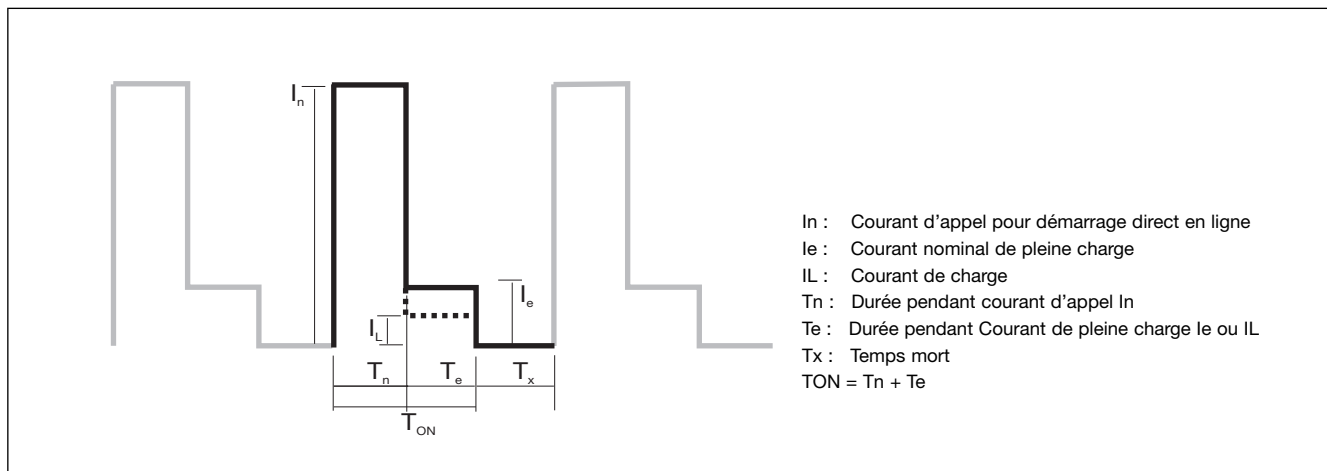 In
Ie
IL
Tn Te Tx
TON
In : Courant d'appel pour démarrage direct en ligne
Ie : Courant nominal de pleine charge
IL : Courant de charge
Tn : Durée pendant courant d'appel In
Te : Durée pendant Courant de pleine charge Ie ou IL
Tx : Temps mort
TON = Tn + Te